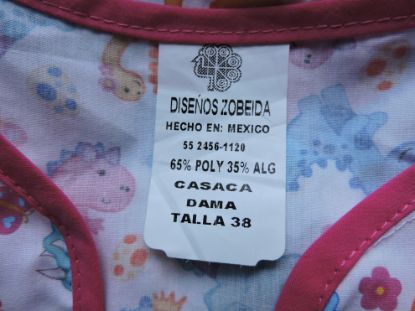 DISEÑOS ZOBEIDA
HECHO EN: MEXICO
55 2456-1120
65% POLY 35% ALG
CASACA
DAMA
TALLA 38